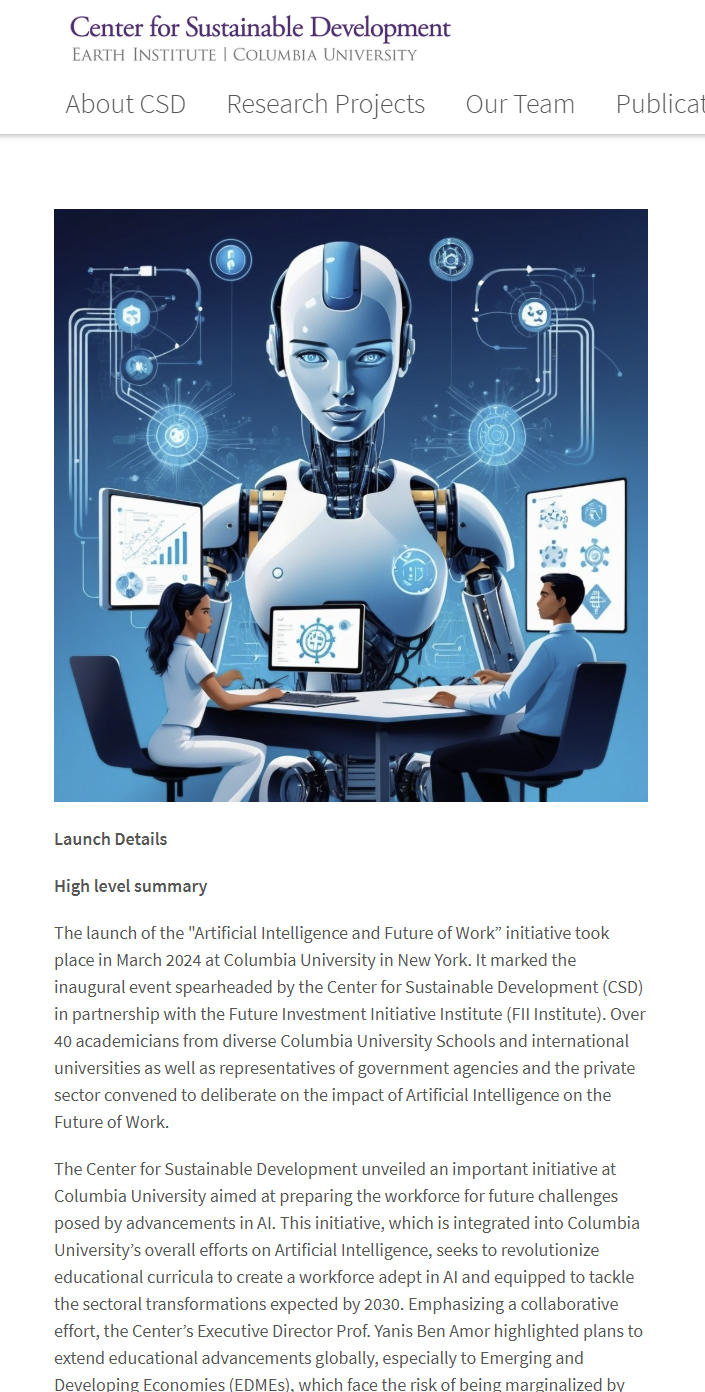 Center for Sustainable Development
EARTH INSTITUTE | COLUMBIA UNIVERSITY
About CSD Research Projects Our Team Publicat
Launch Details
High level summary
The launch of the "Artificial Intelligence and Future of Work” initiative took
place in March 2024 at Columbia University in New York. It marked the
inaugural event spearheaded by the Center for Sustainable Development (CSD)
in partnership with the Future Investment Initiative Institute (FII Institute). Over
40 academicians from diverse Columbia University Schools and international
universities as well as representatives of government agencies and the private
sector convened to deliberate on the impact of Artificial Intelligence on the
Future of Work.
The Center for Sustainable Development unveiled an important initiative at
Columbia University aimed at preparing the workforce for future challenges
posed by advancements in AI. This initiative, which is integrated into Columbia
University’s overall efforts on Artificial Intelligence, seeks to revolutionize
educational curricula to create a workforce adept in AI and equipped to tackle
the sectoral transformations expected by 2030. Emphasizing a collaborative
effort, the Center’s Executive Director Prof. Yanis Ben Amor highlighted plans to
extend educational advancements globally, especially to Emerging and
Developing Economies (EDMEs), which face the risk of being marginalized by